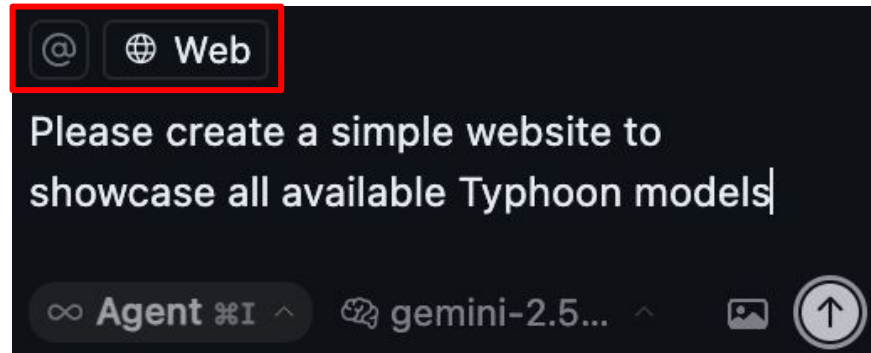 @ Web
Please create a simple website to
showcase all available Typhoon models
∞ Agent ⌘I gemini-2.5...